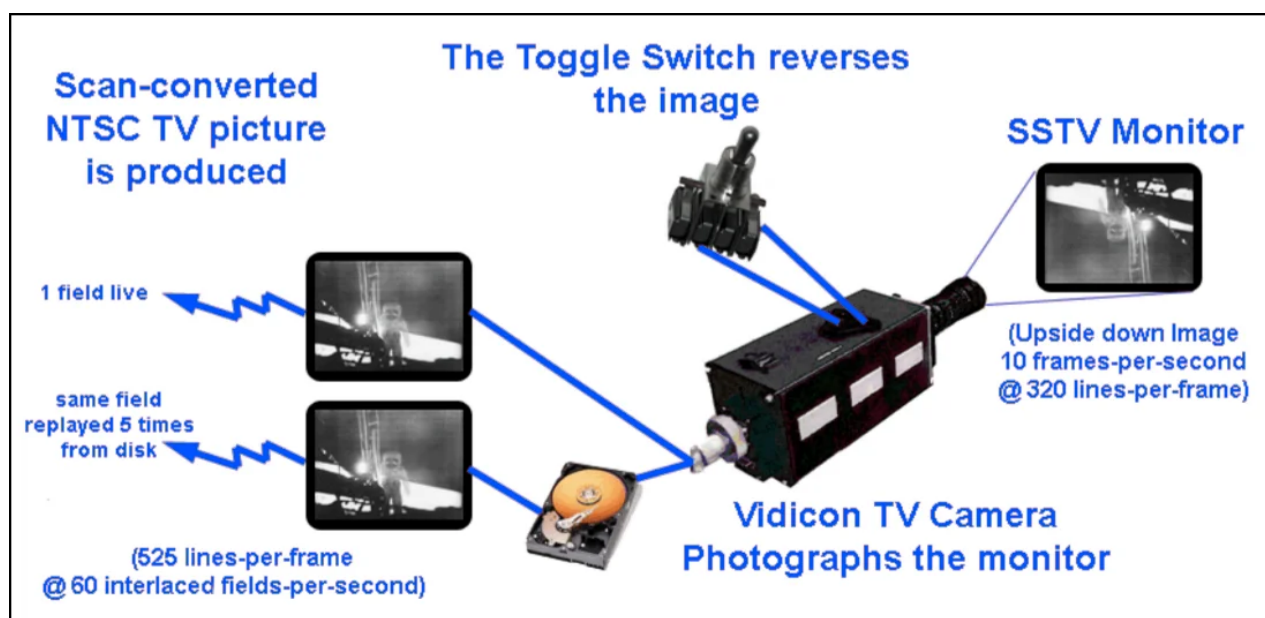 Scan-converted
NTSC TV picture
is produced
The Toggle Switch reverses
the image
SSTV Monitor
1 field live
same field
replayed 5 times
from disk
(Upside down Image
10 frames-per-second
@ 320 lines-per-frame)
Vidicon TV Camera
Photographs the monitor
(525 lines-per-frame
@ 60 interlaced fields-per-second)